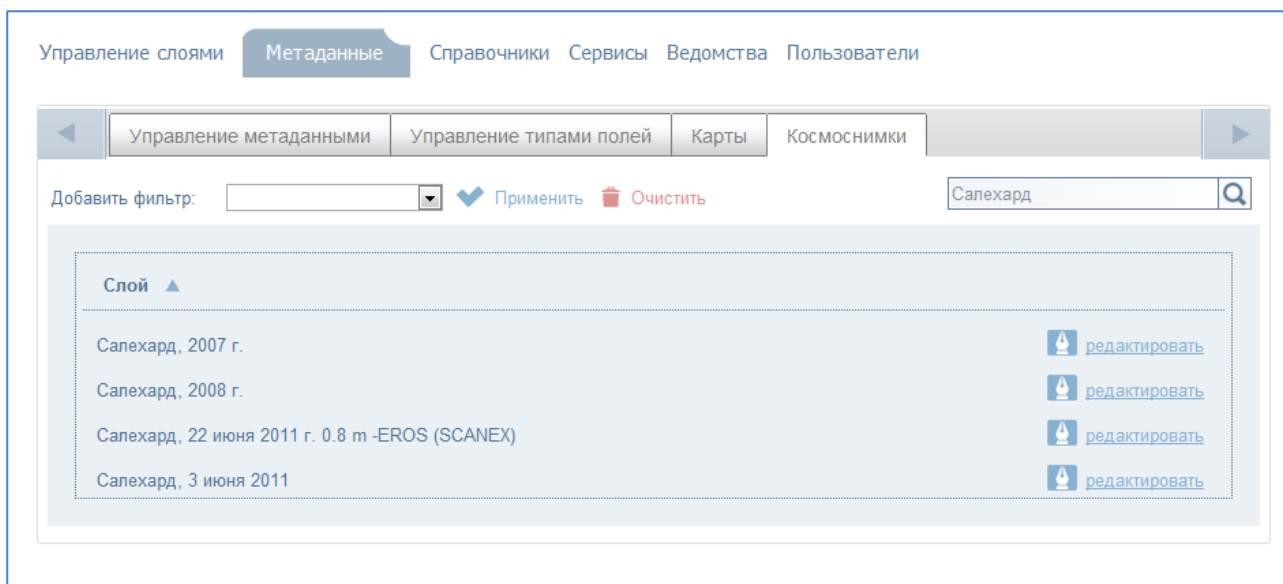 Управление слоями Метаданные Справочники Сервисы Ведомства Пользователи
Управление метаданными Управление типами полей Карты Космоснимки
Добавить фильтр: Применить Очистить Салехард
Слой
Салехард, 2007 г. редактировать
Салехард, 2008 г. редактировать
Салехард, 22 июня 2011 г. 0.8 m -EROS (SCANEX) редактировать
Салехард, 3 июня 2011 редактировать